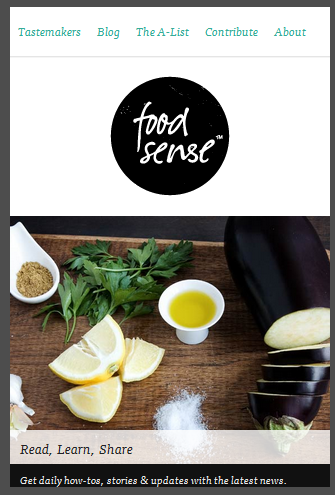 Tastemakers Blog The A-List Contribute About
food
sense™
Read, Learn, Share
Get daily how-tos, stories & updates with the latest news.